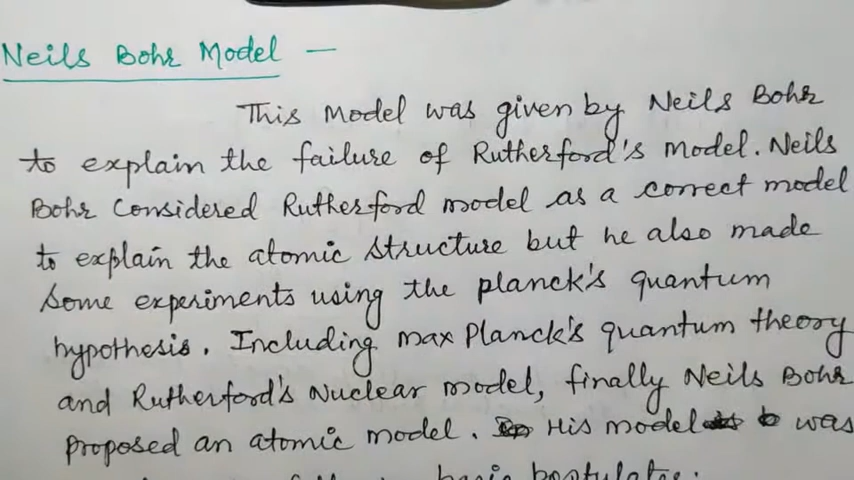 Neils Bohr Model —
This Model was given by Neils Bohr
to explain the failure of Rutherford's model. Neils
Bohr Considered Rutherford model as a correct model
to explain the atomic structure but he also made
some experiments using the planck's quantum
hypothesis. Including max Planck's quantum theory
and Rutherford's Nuclear model, finally Neils Bohr
proposed an atomic model. His model was
basic postulates.